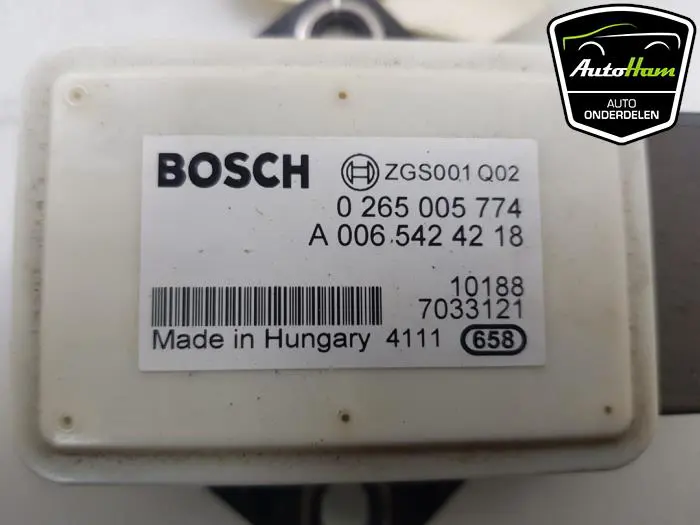 BOSCH ZGS001 Q02
0 265 005 774
A 006 542 42 18
10188
7033121
Made in Hungary 4111 658
AutoHam
AUTO
ONDERDELEN